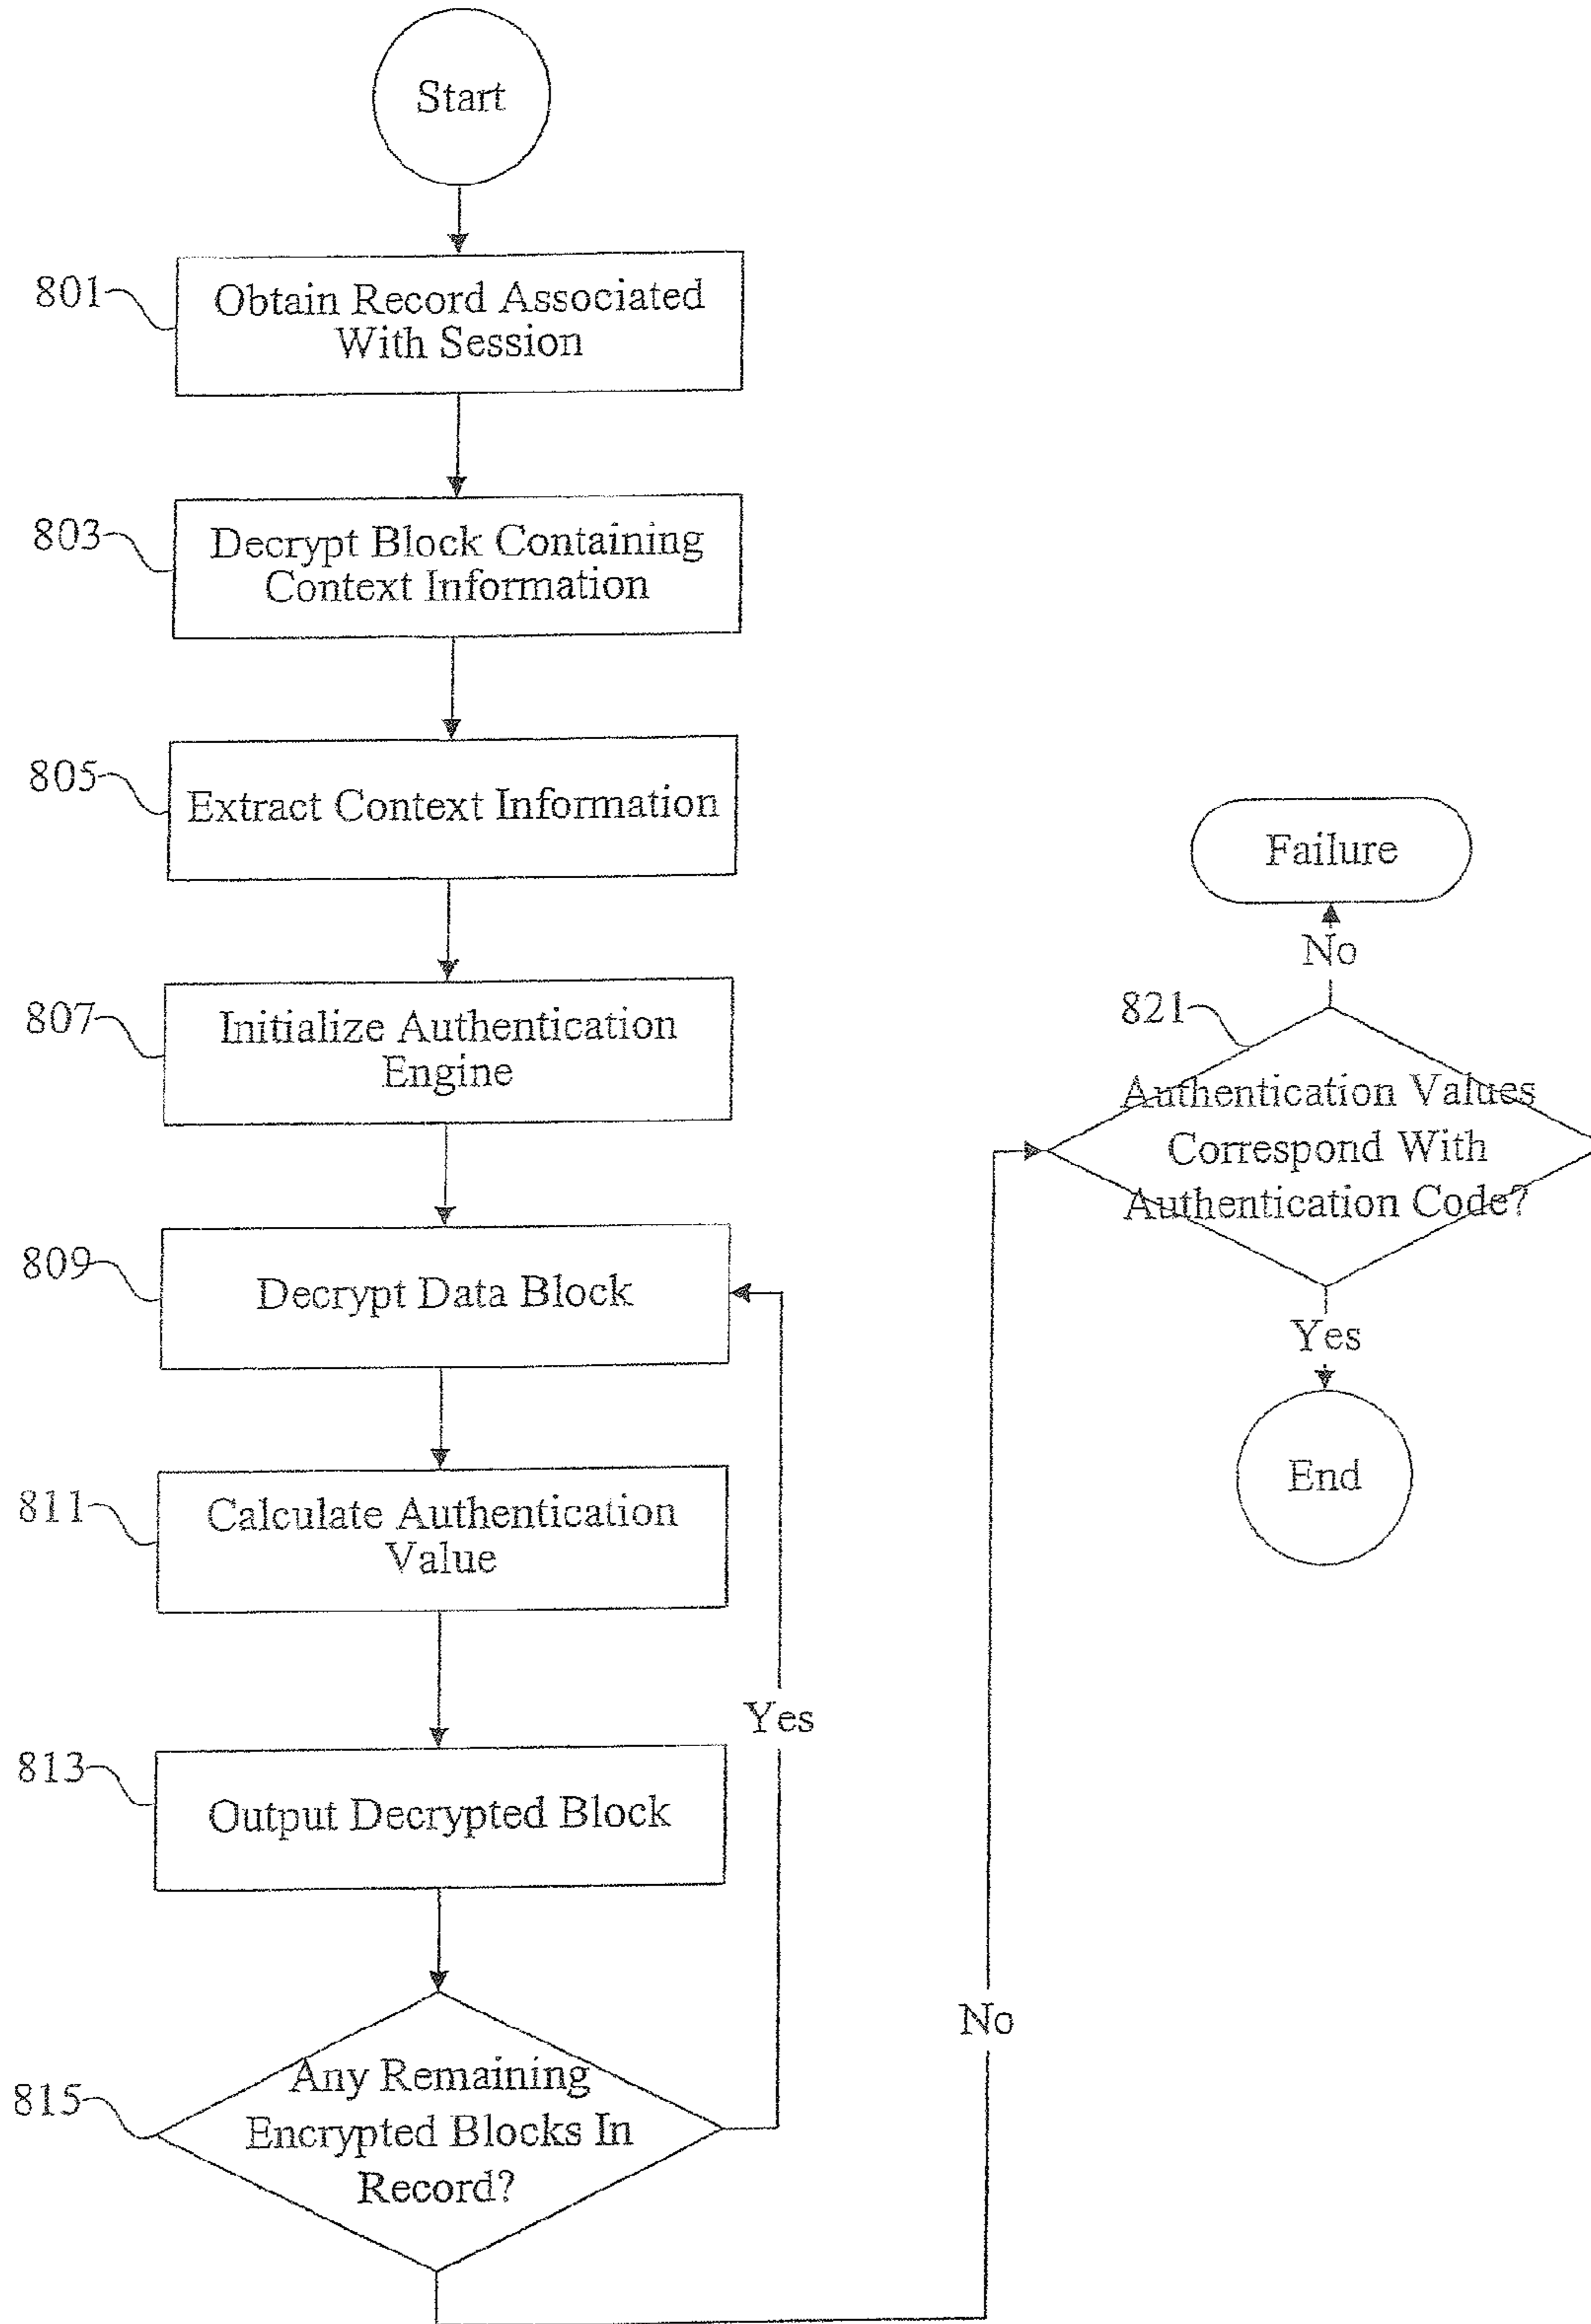 Start
801
Obtain Record Associated
With Session
803
Decrypt Block Containing
Context Information
805
Extract Context Information
807
Initialize Authentication
Engine
809
Decrypt Data Block
811
Calculate Authentication
Value
813
Output Decrypted Block
815
Any Remaining
Encrypted Blocks In
Record?
Yes
No
821
Authentication Values
Correspond With
Authentication Code?
No
Failure
Yes
End